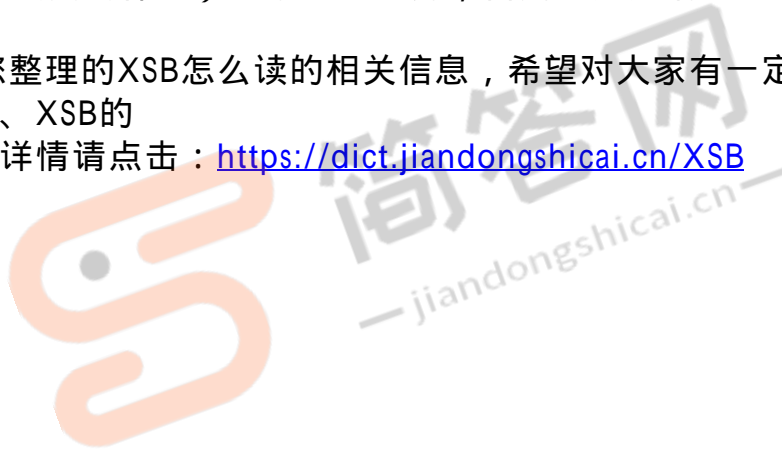 整理的XSB怎么读的相关信息，希望对大家有一定
、XSB的
详情请点击：https://dict.jiandongshicai.cn/XSB
简答网
jiandongshicai.cn